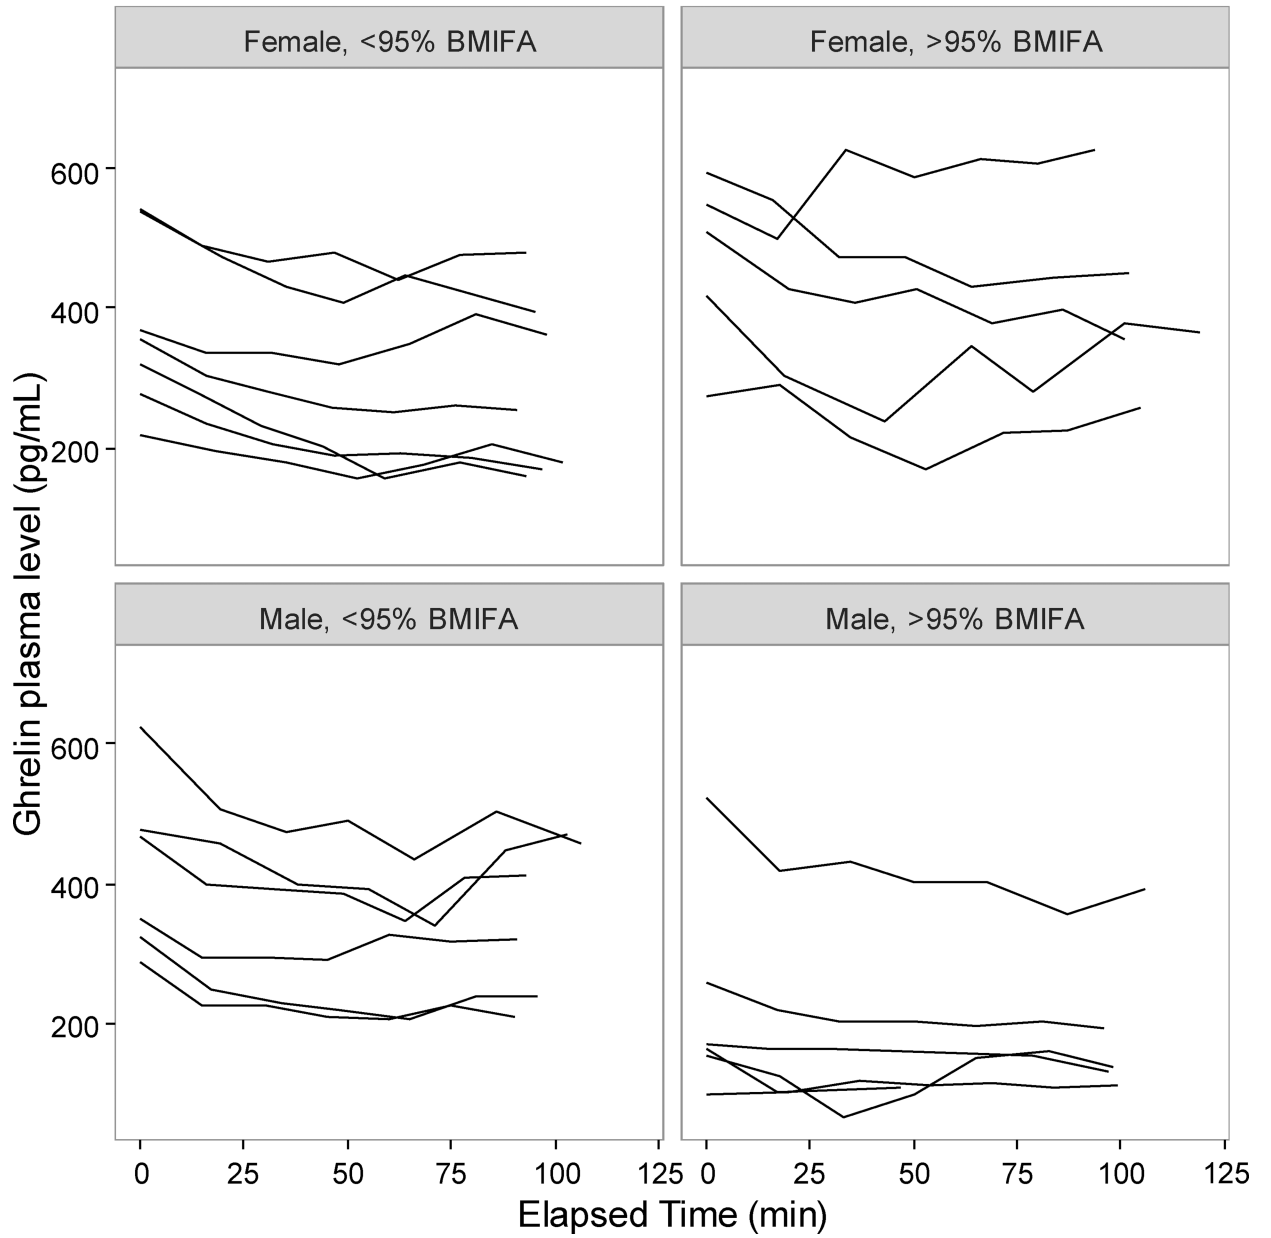 Female, <95% BMIFA
Female, >95% BMIFA
600
400
200
Male, <95% BMIFA
Male, >95% BMIFA
600
400
200
0 25 50 75 100 125
0 25 50 75 100 125
Elapsed Time (min)
Ghrelin plasma level (pg/mL)